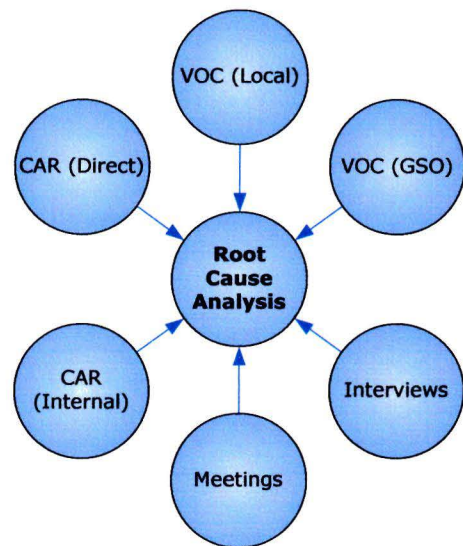 VOC (Local)
CAR (Direct)
VOC (GSO)
Root
Cause
Analysis
CAR
(Internal)
Interviews
Meetings